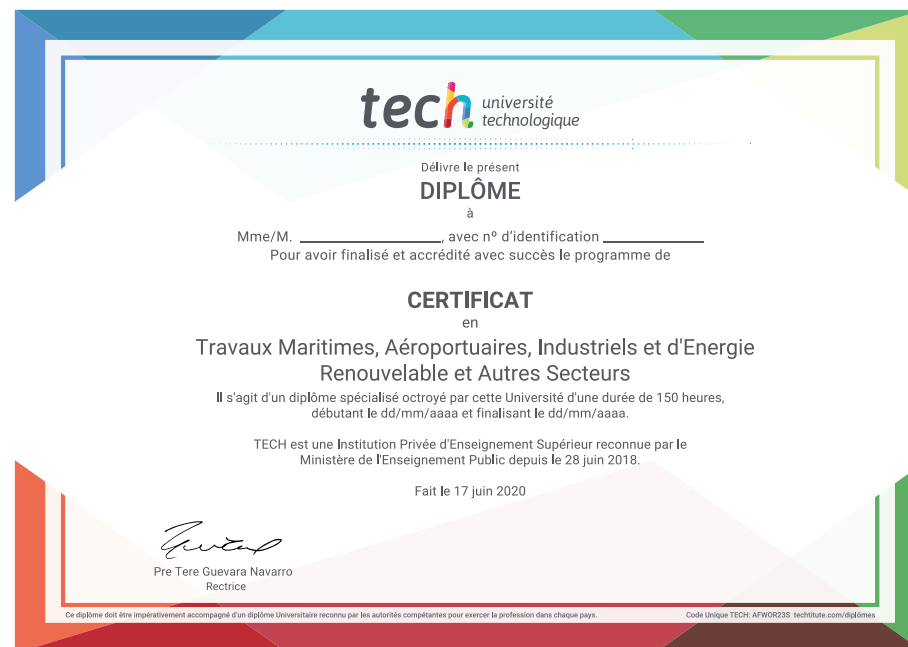 tech université
technologique
Délivre le présent
DIPLÔME
à
Mme/M. ____________________, avec nº d'identification ______________
Pour avoir finalisé et accrédité avec succès le programme de
CERTIFICAT
en
Travaux Maritimes, Aéroportuaires, Industriels et d'Energie
Renouvelable et Autres Secteurs
Il s'agit d'un diplôme spécialisé octroyé par cette Université d'une durée de 150 heures,
débutant le dd/mm/aaaa et finalisant le dd/mm/aaaa.
TECH est une Institution Privée d'Enseignement Supérieur reconnue par le
Ministère de l'Enseignement Public depuis le 28 juin 2018.
Fait le 17 juin 2020
Pre Tere Guevara Navarro
Rectrice
Ce diplôme doit être impérativement accompagné d'un diplôme Universitaire reconnu par les autorités compétentes pour exercer la profession dans chaque pays.
Code Unique TECH: AFWOR23S techtitute.com/diplômes